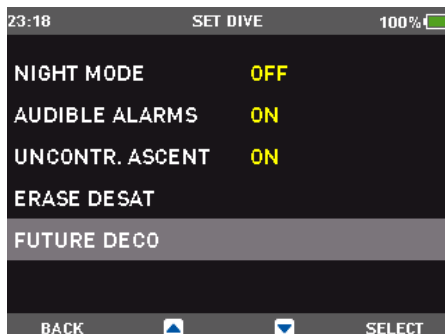 23:18 SET DIVE 100%
NIGHT MODE OFF
AUDIBLE ALARMS ON
UNCONTR. ASCENT ON
ERASE DESAT
FUTURE DECO
BACK SELECT